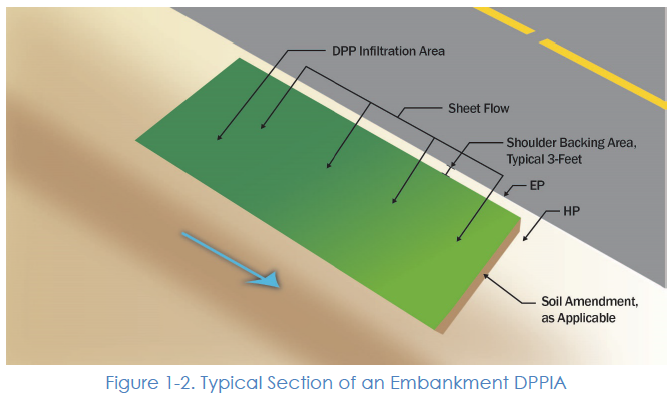 DPP Infiltration Area
Sheet Flow
Shoulder Backing Area,
Typical 3-Feet
EP
HP
Soil Amendment,
as Applicable
Figure 1-2. Typical Section of an Embankment DPPIA